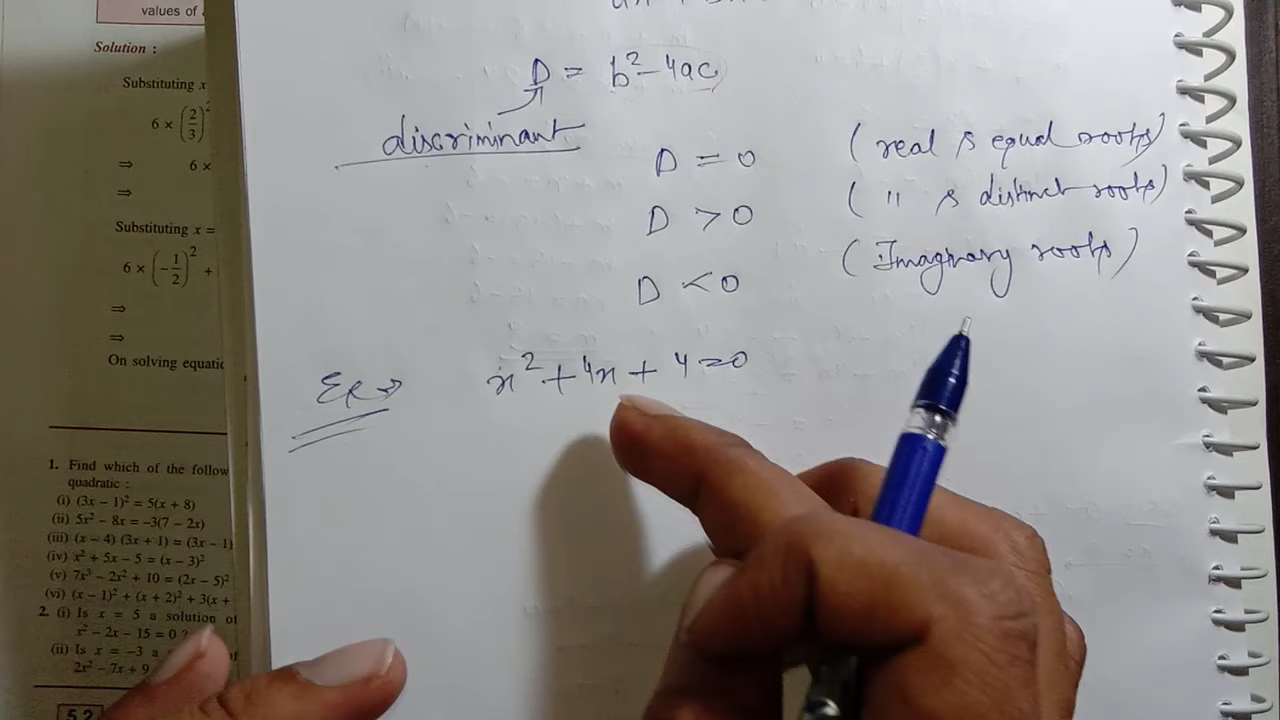 values of
Solution :
Substituting x
6 × (2/3)²
⇒ 6 ×
⇒
Substituting x =
6 × (-1/2)² +
⇒
⇒
On solving equatic
1. Find which of the follow
quadratic :
(i) (3x – 1)² = 5(x + 8)
(ii) 5x² – 8x = –3(7 – 2x)
(iii) (x – 4) (3x + 1) = (3x – 1)
(iv) x² + 5x – 5 = (x – 3)²
(v) 7x³ – 2x² + 10 = (2x – 5)²
(vi) (x – 1)² + (x + 2)² + 3(x +
2. (i) Is x = 5 a solution of
x² – 2x – 15 = 0 ?
(ii) Is x = –3 a
2x² – 7x + 9
5.2
D = b² – 4ac
discriminant
D = 0 (real & equal roots)
D > 0 ( " & distinct roots)
D < 0 (Imaginary roots)
Ex → x² + 4x + 4 = 0